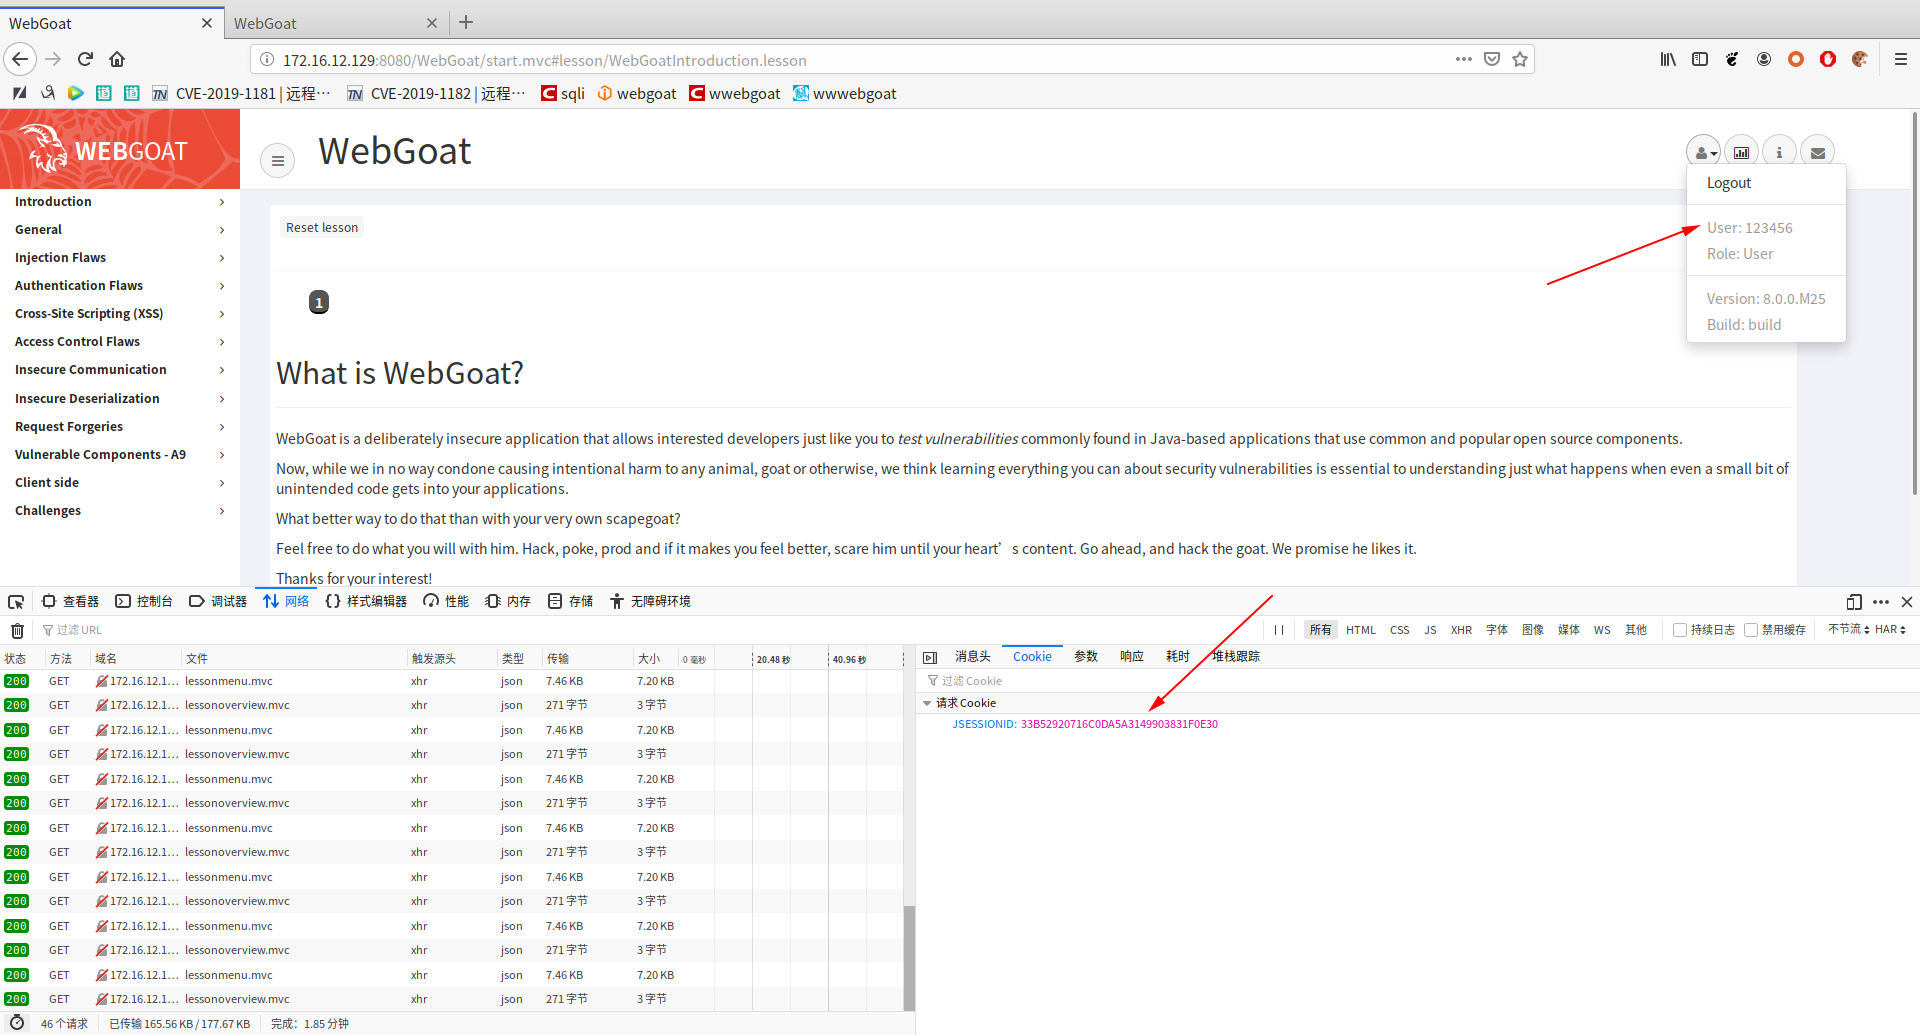 WebGoat
WebGoat
172.16.12.129:8080/WebGoat/start.mvc#lesson/WebGoatIntroduction.lesson
CVE-2019-1181 | 远程…
CVE-2019-1182 | 远程…
sqli
webgoat
wwebgoat
wwwebgoat
WEBGOAT
WebGoat
Logout
User: 123456
Role: User
Version: 8.0.0.M25
Build: build
Introduction
General
Injection Flaws
Authentication Flaws
Cross-Site Scripting (XSS)
Access Control Flaws
Insecure Communication
Insecure Deserialization
Request Forgeries
Vulnerable Components - A9
Client side
Challenges
Reset lesson
1
What is WebGoat?
WebGoat is a deliberately insecure application that allows interested developers just like you to test vulnerabilities commonly found in Java-based applications that use common and popular open source components.
Now, while we in no way condone causing intentional harm to any animal, goat or otherwise, we think learning everything you can about security vulnerabilities is essential to understanding just what happens when even a small bit of
unintended code gets into your applications.
What better way to do that than with your very own scapegoat?
Feel free to do what you will with him. Hack, poke, prod and if it makes you feel better, scare him until your heart’s content. Go ahead, and hack the goat. We promise he likes it.
Thanks for your interest!
查看器 控制台 调试器 网络 样式编辑器 性能 内存 存储 无障碍环境
过滤 URL
所有 HTML CSS JS XHR 字体 图像 媒体 WS 其他 持续日志 禁用缓存 不节流 HAR
状态 方法 域名 文件 触发源头 类型 传输 大小 0 毫秒 20.48 秒 40.96 秒
200 GET 172.16.12.1… lessonmenu.mvc xhr json 7.46 KB 7.20 KB
200 GET 172.16.12.1… lessonoverview.mvc xhr json 271 字节 3 字节
200 GET 172.16.12.1… lessonmenu.mvc xhr json 7.46 KB 7.20 KB
200 GET 172.16.12.1… lessonoverview.mvc xhr json 271 字节 3 字节
200 GET 172.16.12.1… lessonmenu.mvc xhr json 7.46 KB 7.20 KB
200 GET 172.16.12.1… lessonoverview.mvc xhr json 271 字节 3 字节
200 GET 172.16.12.1… lessonmenu.mvc xhr json 7.46 KB 7.20 KB
200 GET 172.16.12.1… lessonoverview.mvc xhr json 271 字节 3 字节
200 GET 172.16.12.1… lessonmenu.mvc xhr json 7.46 KB 7.20 KB
200 GET 172.16.12.1… lessonoverview.mvc xhr json 271 字节 3 字节
200 GET 172.16.12.1… lessonmenu.mvc xhr json 7.46 KB 7.20 KB
200 GET 172.16.12.1… lessonoverview.mvc xhr json 271 字节 3 字节
200 GET 172.16.12.1… lessonmenu.mvc xhr json 7.46 KB 7.20 KB
200 GET 172.16.12.1… lessonoverview.mvc xhr json 271 字节 3 字节
46 个请求 已传输 165.56 KB / 177.67 KB 完成：1.85 分钟
消息头 Cookie 参数 响应 耗时 堆栈跟踪
过滤 Cookie
请求 Cookie
JSESSIONID: 33B52920716C0DA5A3149903831F0E30